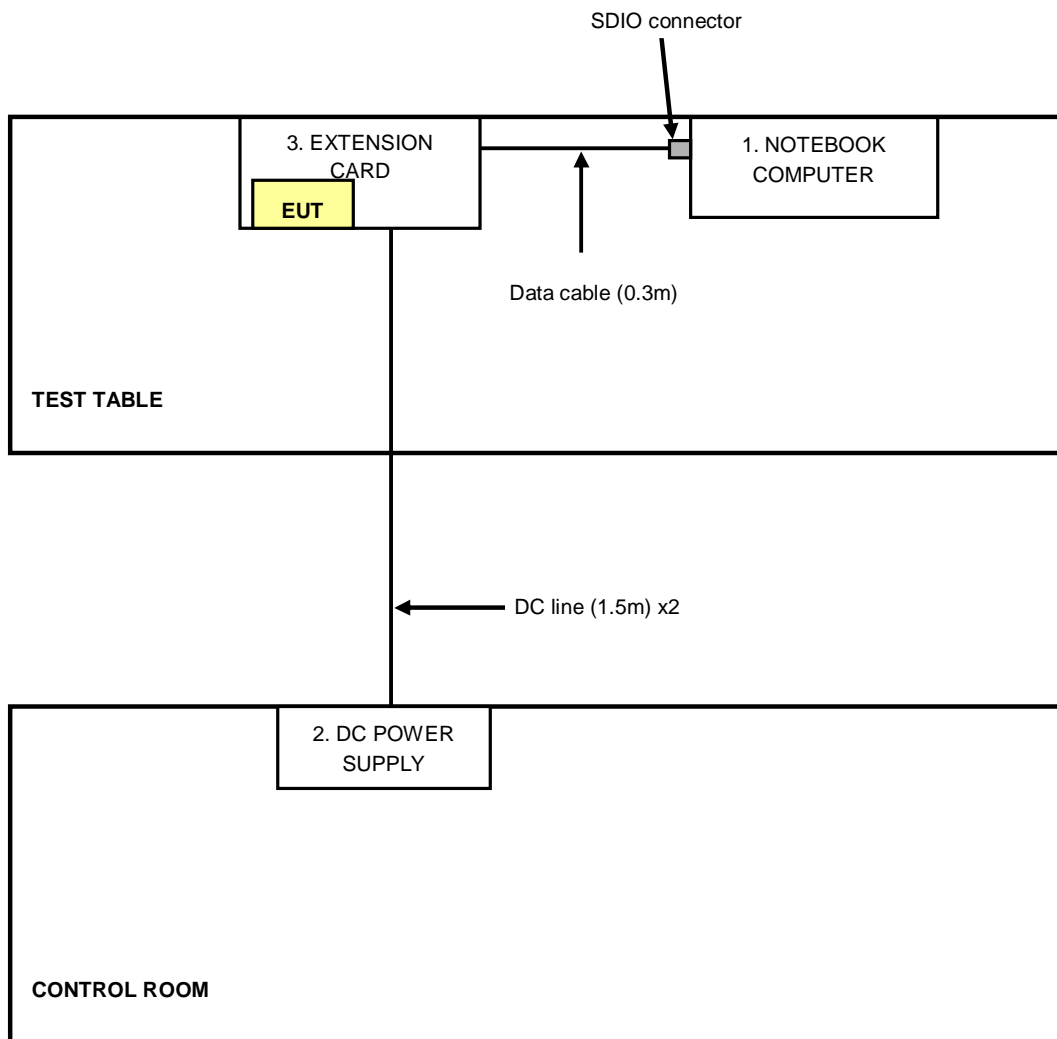 SDIO connector
3. EXTENSION
CARD
1. NOTEBOOK
COMPUTER
EUT
Data cable (0.3m)
TEST TABLE
DC line (1.5m) x2
2. DC POWER
SUPPLY
CONTROL ROOM